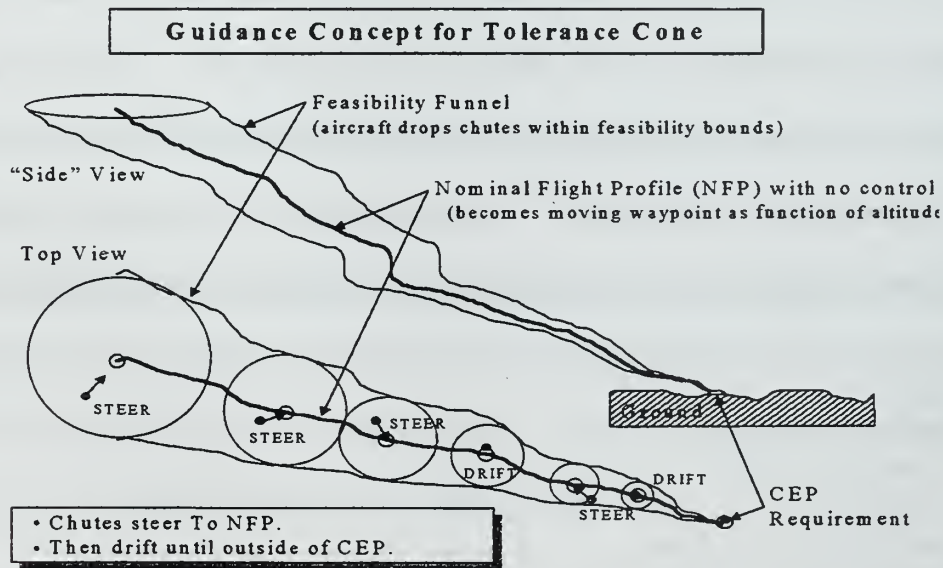 Guidance Concept for Tolerance Cone
Feasibility Funnel
(aircraft drops chutes within feasibility bounds)
"Side" View
Nominal Flight Profile (NFP) with no control
(becomes moving waypoint as function of altitude
Top View
STEER
STEER
STEER
DRIFT
STEER
DRIFT
Ground
CEP
Requirement
• Chutes steer To NFP.
• Then drift until outside of CEP.